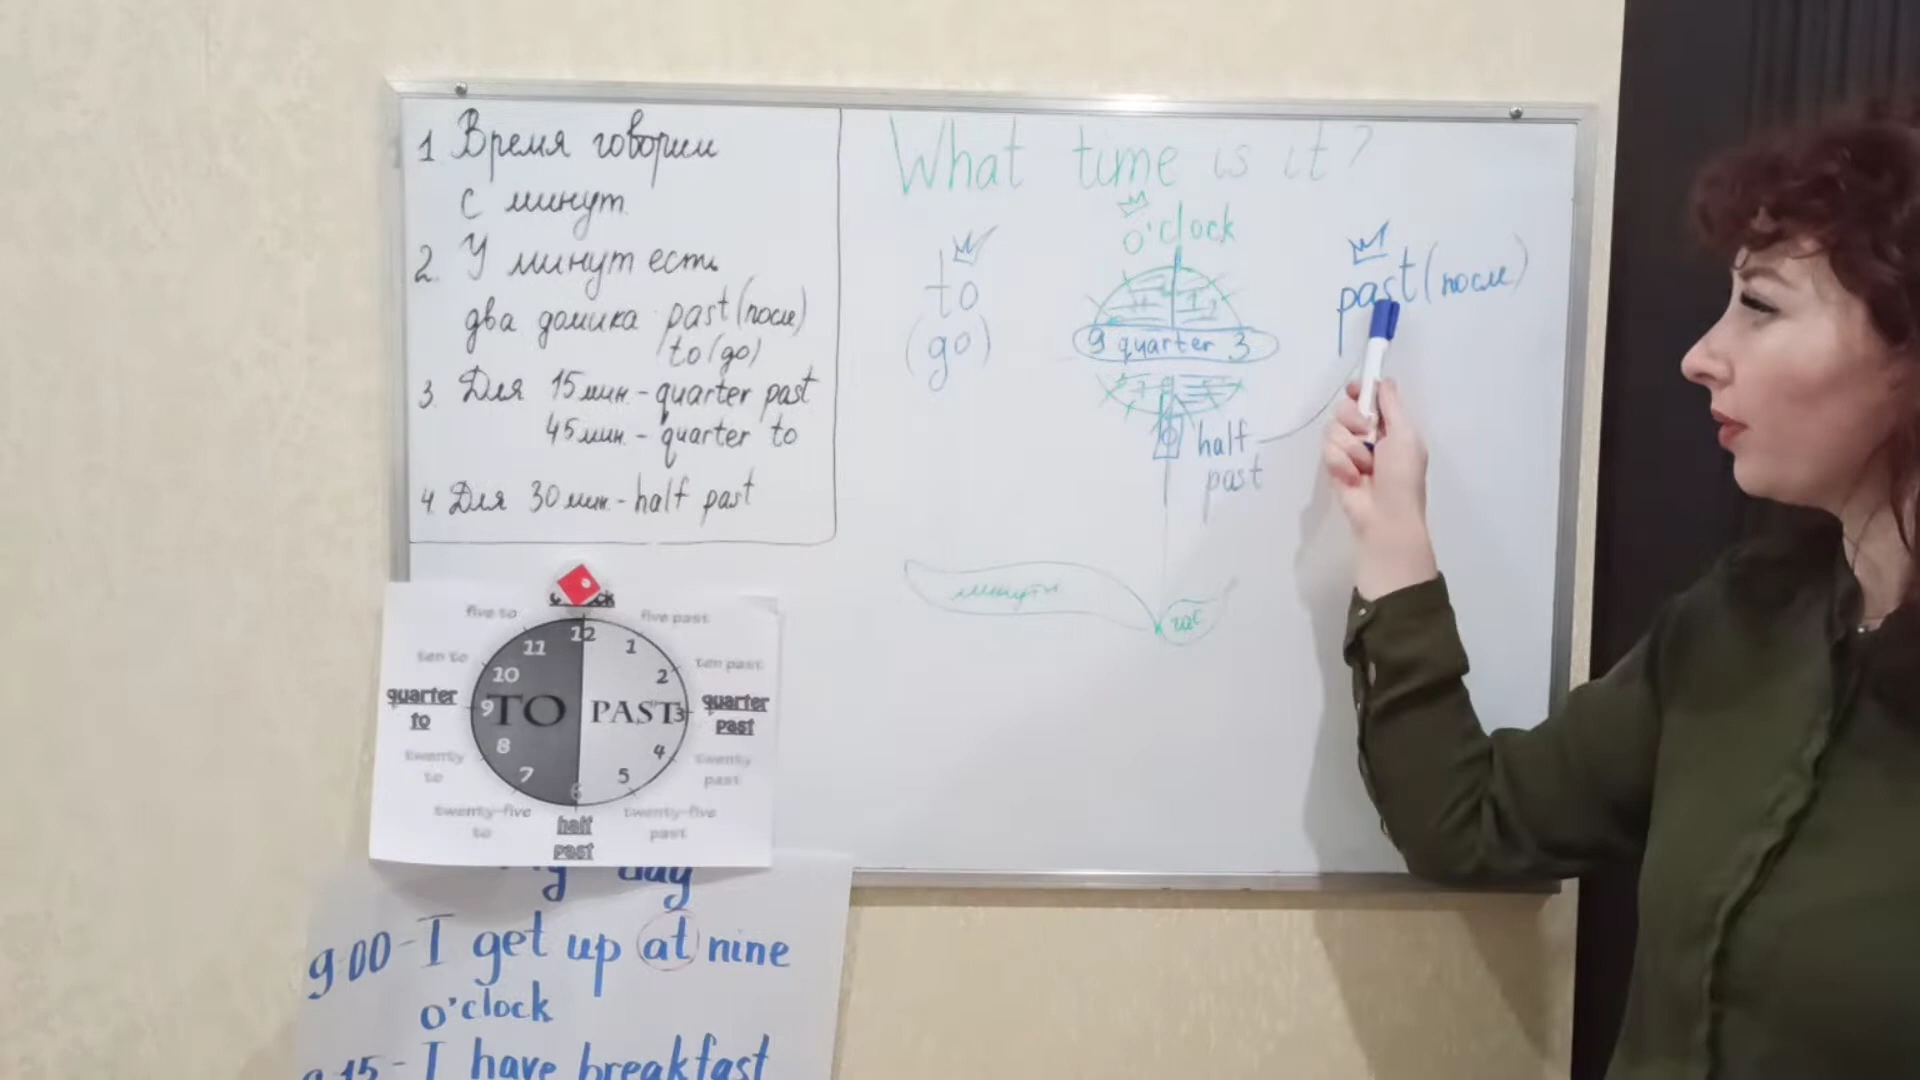 1 Время говорим
с минут
2. У минут есть
два домика past (после)
to (go)
3. Для 15 мин - quarter past
45 мин - quarter to
4. Для 30 мин - half past
What time is it?
o'clock
to
(go)
past (после)
9 quarter 3
half
past
минуты
час
five to
five past
ten to
ten past
quarter
to
quarter
past
twenty
to
twenty
past
twenty-five
to
twenty-five
past
half
past
12
1
2
3
4
5
6
7
8
9
10
11
TO
PAST
day
9 00 - I get up at nine
o'clock
15 - I have breakfast